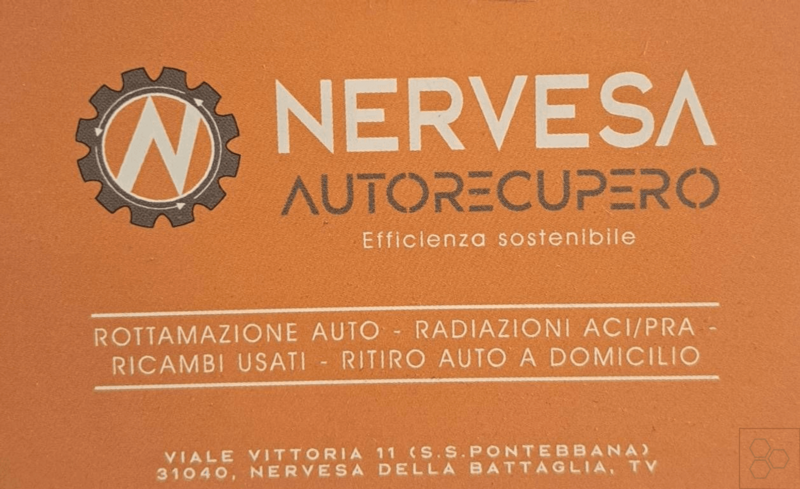 N
NERVESA
AUTORECUPERO
Efficienza sostenibile
ROTTAMAZIONE AUTO - RADIAZIONI ACI/PRA -
RICAMBI USATI - RITIRO AUTO A DOMICILIO
VIALE VITTORIA 11 (S.S.PONTEBBANA)
31040, NERVESA DELLA BATTAGLIA, TV